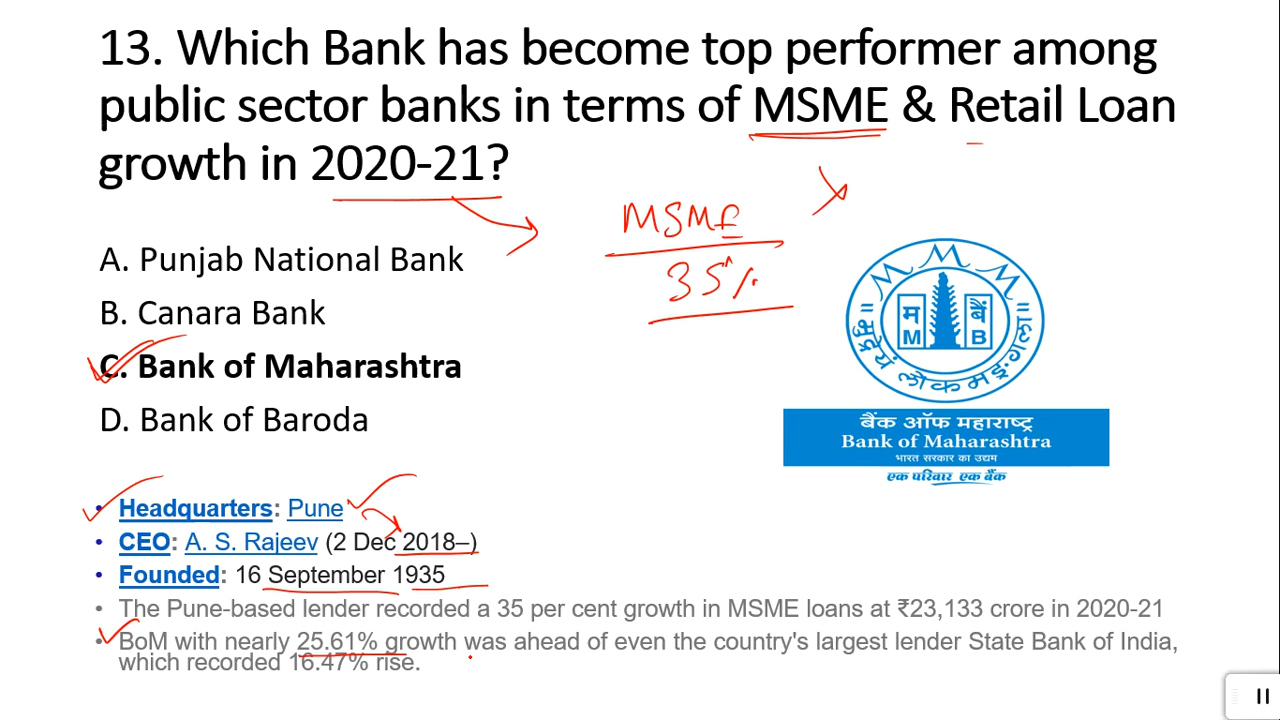 13. Which Bank has become top performer among
public sector banks in terms of MSME & Retail Loan
growth in 2020-21?
MSME
35%
A. Punjab National Bank
B. Canara Bank
C. Bank of Maharashtra
D. Bank of Baroda
M M M M
म
M
बैं
B
॥ मुद्रेयं लोकमङ्गला ॥
बैंक ऑफ महाराष्ट्र
Bank of Maharashtra
भारत सरकार का उद्यम
एक परिवार एक बैंक
• Headquarters: Pune
• CEO: A. S. Rajeev (2 Dec 2018–)
• Founded: 16 September 1935
• The Pune-based lender recorded a 35 per cent growth in MSME loans at ₹23,133 crore in 2020-21
• BoM with nearly 25.61% growth was ahead of even the country's largest lender State Bank of India,
which recorded 16.47% rise.